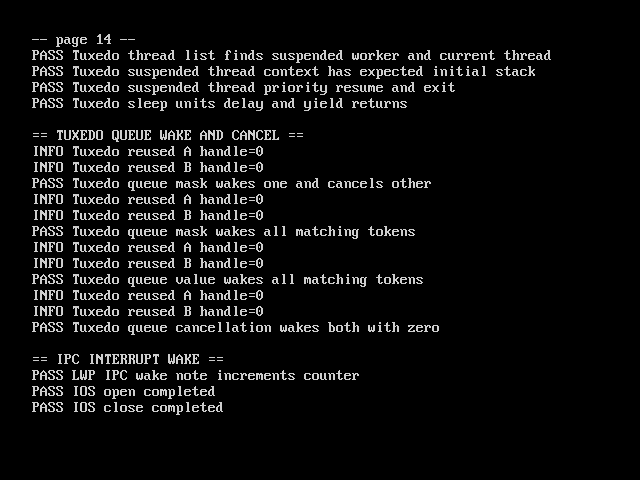 -- page 14 --
PASS Tuxedo thread list finds suspended worker and current thread
PASS Tuxedo suspended thread context has expected initial stack
PASS Tuxedo suspended thread priority resume and exit
PASS Tuxedo sleep units delay and yield returns
== TUXEDO QUEUE WAKE AND CANCEL ==
INFO Tuxedo reused A handle=0
INFO Tuxedo reused B handle=0
PASS Tuxedo queue mask wakes one and cancels other
INFO Tuxedo reused A handle=0
INFO Tuxedo reused B handle=0
PASS Tuxedo queue mask wakes all matching tokens
INFO Tuxedo reused A handle=0
INFO Tuxedo reused B handle=0
PASS Tuxedo queue value wakes all matching tokens
INFO Tuxedo reused A handle=0
INFO Tuxedo reused B handle=0
PASS Tuxedo queue cancellation wakes both with zero
== IPC INTERRUPT WAKE ==
PASS LWP IPC wake note increments counter
PASS IOS open completed
PASS IOS close completed